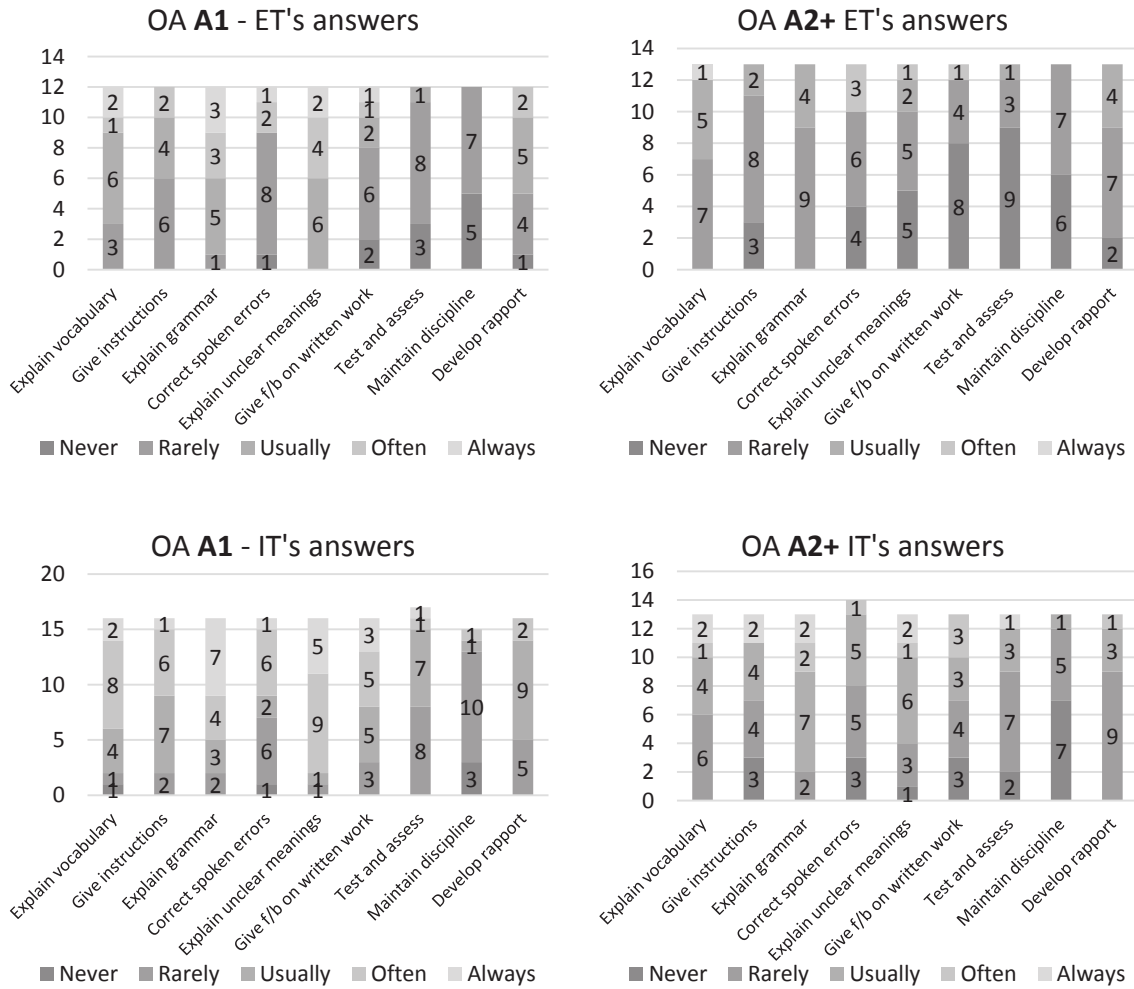 OA A1 - ET's answers
14
12
10
8
6
4
2
0
3 6 1 2
6 4 2
1 5 3 3
1 8 2 1
6 4 2
2 6 2 1 1
3 8 1
5 7
1 4 5 2
Explain vocabulary
Give instructions
Explain grammar
Correct spoken errors
Explain unclear meanings
Give f/b on written work
Test and assess
Maintain discipline
Develop rapport
Never Rarely Usually Often Always
OA A2+ ET's answers
14
12
10
8
6
4
2
0
7 5 1
3 8 2
9 4
4 6 3
5 5 2 1
8 4 1
9 3 1
6 7
2 7 4
Explain vocabulary
Give instructions
Explain grammar
Correct spoken errors
Explain unclear meanings
Give f/b on written work
Test and assess
Maintain discipline
Develop rapport
Never Rarely Usually Often Always
OA A1 - IT's answers
20
15
10
5
0
1 1 4 8 2
2 7 6 1
2 3 4 7
1 6 2 6 1
1 1 9 5
3 5 5 3
8 7 1 1
3 10 1 1
5 9 2
Explain vocabulary
Give instructions
Explain grammar
Correct spoken errors
Explain unclear meanings
Give f/b on written work
Test and assess
Maintain discipline
Develop rapport
Never Rarely Usually Often Always
OA A2+ IT's answers
16
14
12
10
8
6
4
2
0
6 4 1 2
3 4 4 2
2 7 2 2
3 5 5 1
1 3 6 1 2
3 4 3 3
2 7 3 1
7 5 1
9 3 1
Explain vocabulary
Give instructions
Explain grammar
Correct spoken errors
Explain unclear meanings
Give f/b on written work
Test and assess
Maintain discipline
Develop rapport
Never Rarely Usually Often Always